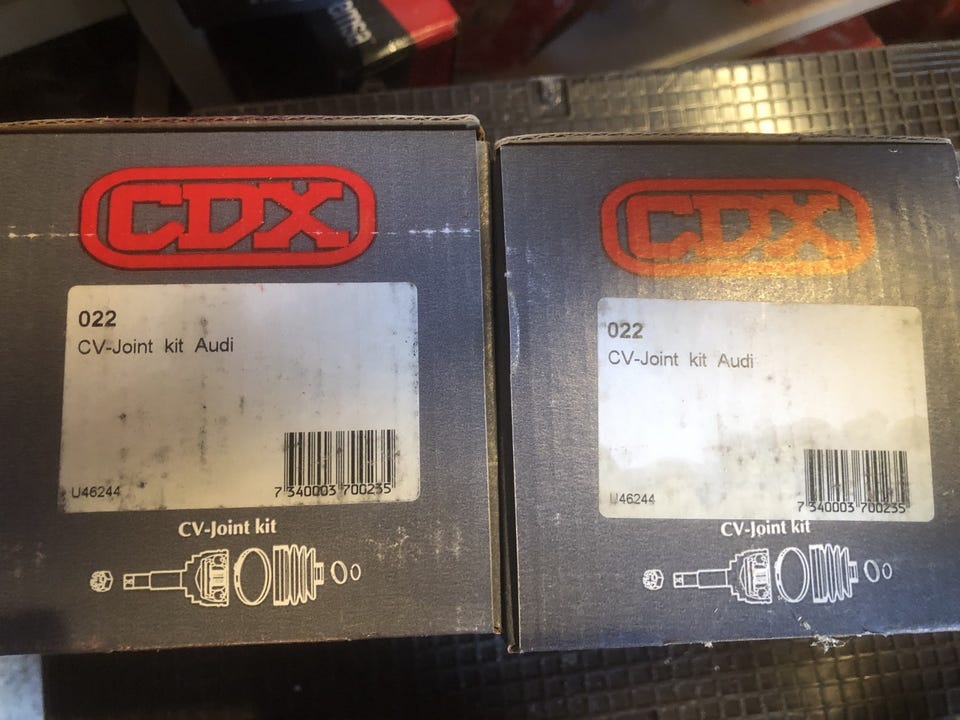 CDX
022
CV-Joint kit Audi
U46244
7 340003 700235
CV-Joint kit
CDX
022
CV-Joint kit Audi
U46244
7 340003 700235
CV-Joint kit